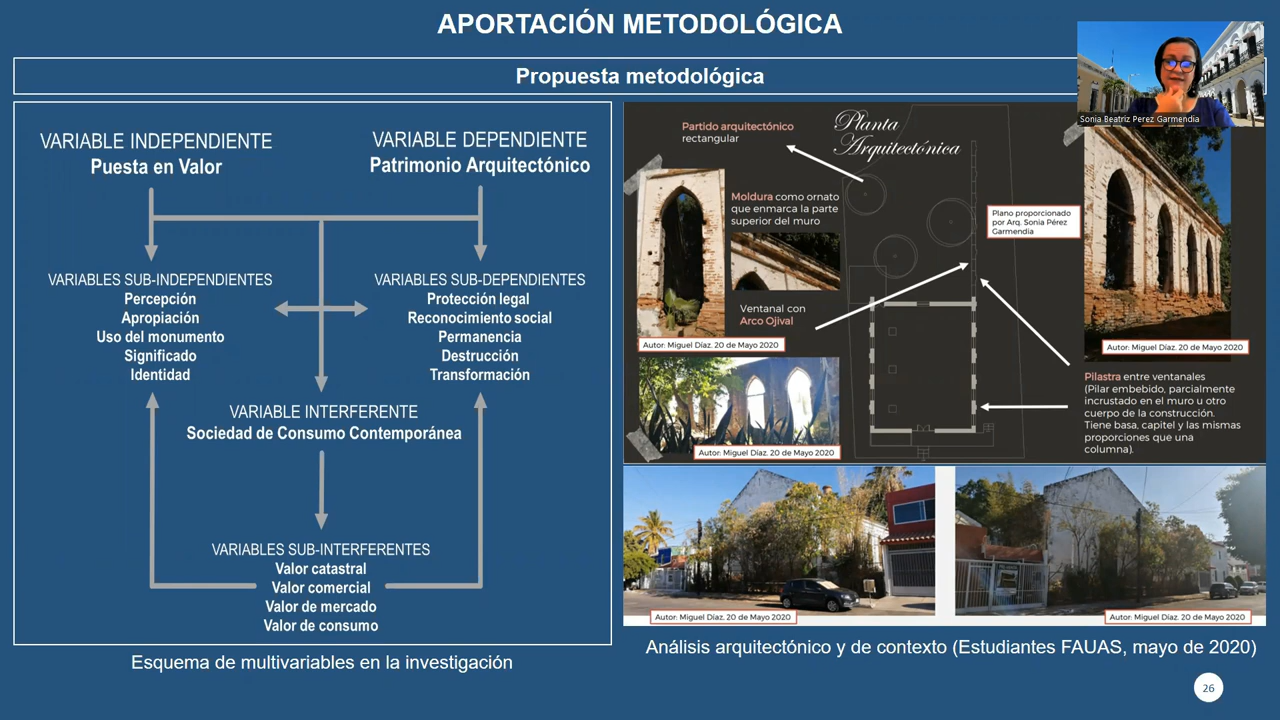 APORTACIÓN METODOLÓGICA
Propuesta metodológica
Sonia Beatriz Perez Garmendia
VARIABLE INDEPENDIENTE
Puesta en Valor
VARIABLE DEPENDIENTE
Patrimonio Arquitectónico
VARIABLES SUB-INDEPENDIENTES
Percepción
Apropiación
Uso del monumento
Significado
Identidad
VARIABLES SUB-DEPENDIENTES
Protección legal
Reconocimiento social
Permanencia
Destrucción
Transformación
VARIABLE INTERFERENTE
Sociedad de Consumo Contemporánea
VARIABLES SUB-INTERFERENTES
Valor catastral
Valor comercial
Valor de mercado
Valor de consumo
Esquema de multivariables en la investigación
Partido arquitectónico
rectangular
Planta
Arquitectónica
Moldura como ornato
que enmarca la parte
superior del muro
Plano proporcionado
por Arq. Sonia Pérez
Garmendia
Ventanal con
Arco Ojival
Autor: Miguel Díaz. 20 de Mayo 2020
Autor: Miguel Díaz. 20 de Mayo 2020
Pilastra entre ventanales
(Pilar embebido, parcialmente
incrustado en el muro u otro
cuerpo de la construcción.
Tiene basa, capitel y las mismas
proporciones que una
columna).
Autor: Miguel Díaz. 20 de Mayo 2020
Autor: Miguel Díaz. 20 de Mayo 2020
Autor: Miguel Díaz. 20 de Mayo 2020
Análisis arquitectónico y de contexto (Estudiantes FAUAS, mayo de 2020)
26